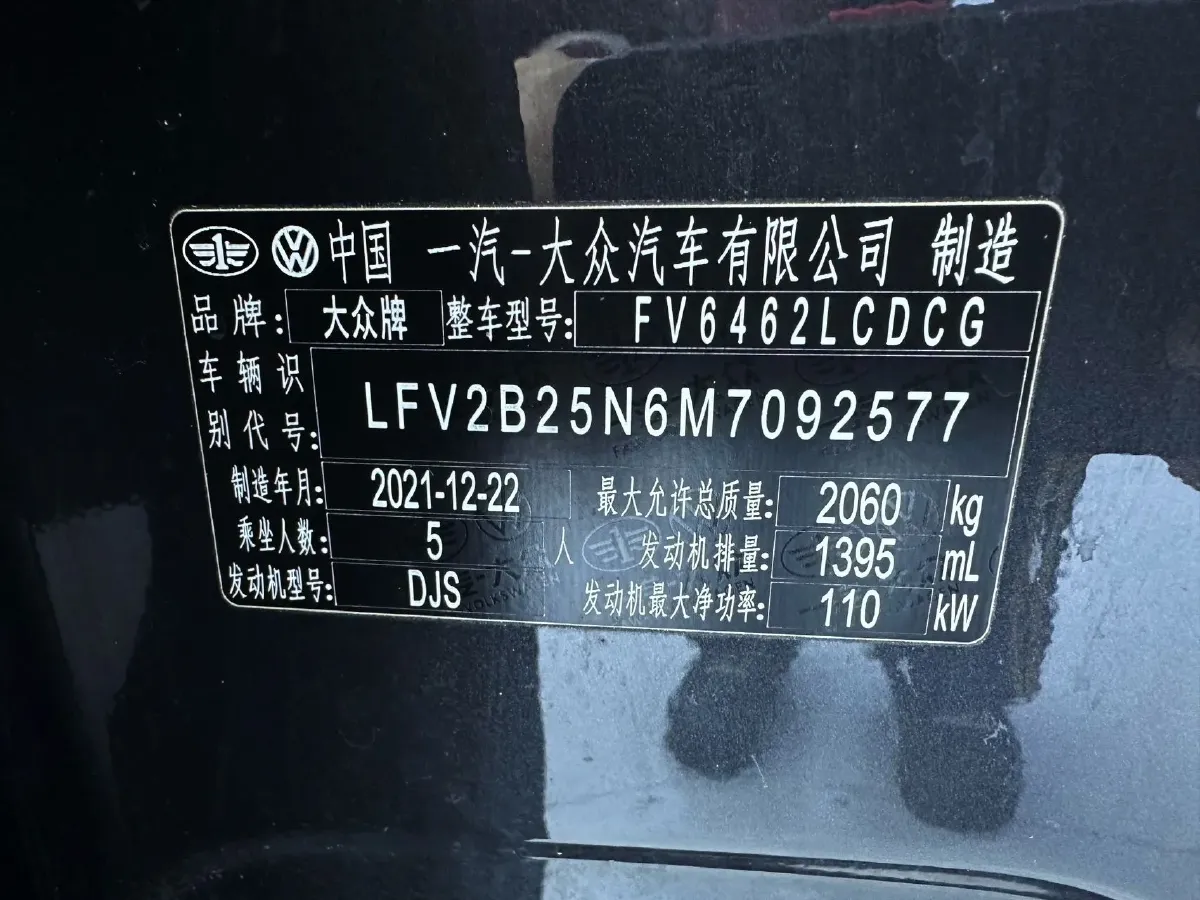 中国 一汽-大众汽车有限公司 制造
品牌: 大众牌 整车型号: FV6462LCDCG
车辆识别代号: LFV2B25N6M7092577
制造年月: 2021-12-22 最大允许总质量: 2060 kg
乘坐人数: 5 人 发动机排量: 1395 mL
发动机型号: DJS 发动机最大净功率: 110 kW